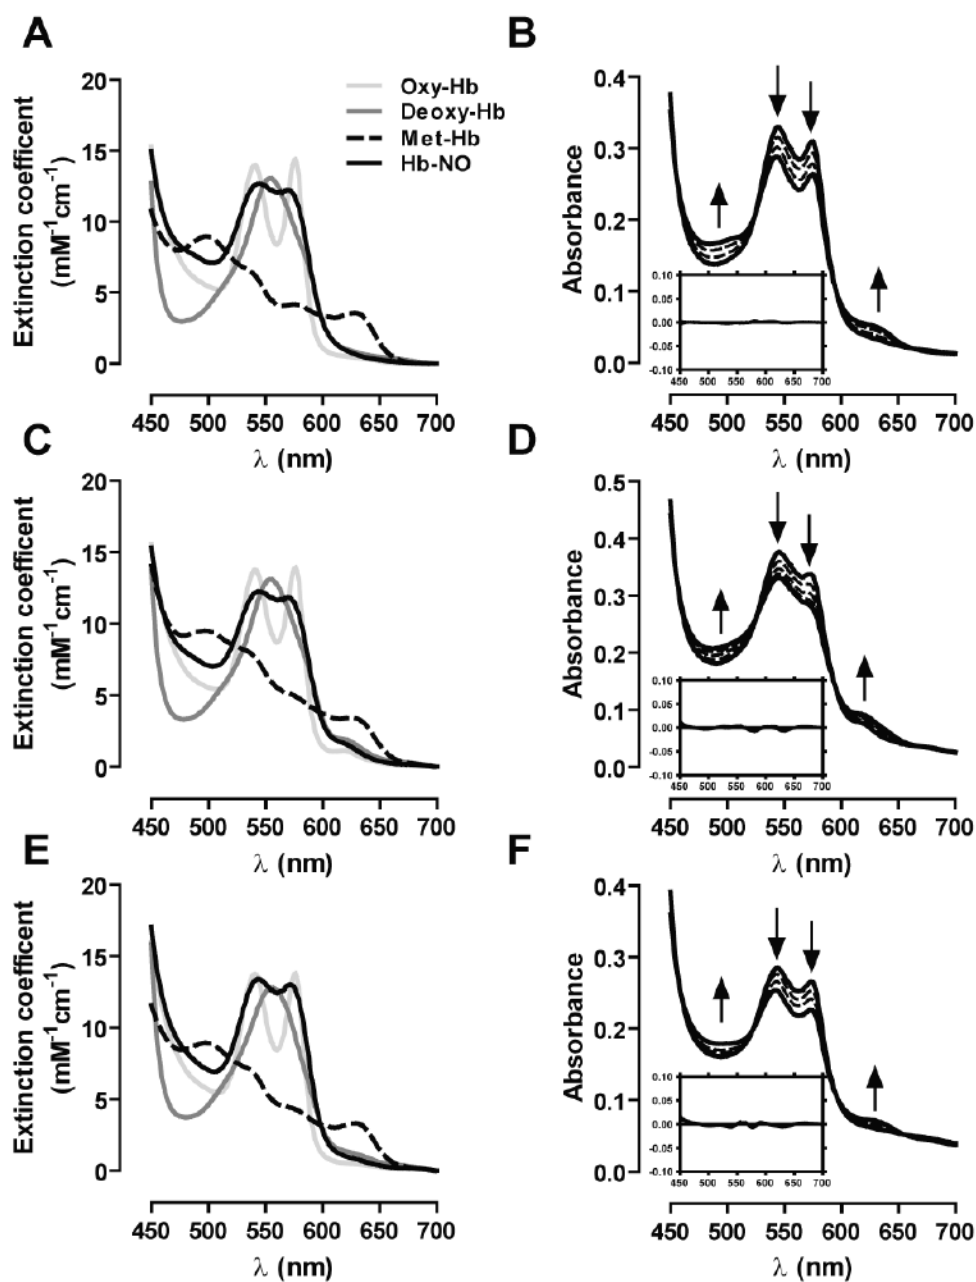 A
Extinction coefficent
(mM⁻¹cm⁻¹)
20
15
10
5
0
Oxy-Hb
Deoxy-Hb
Met-Hb
Hb-NO
450 500 550 600 650 700
λ (nm)
B
Absorbance
0.4
0.3
0.2
0.1
0.0
0.10
0.05
0.00
-0.05
-0.10
450 500 550 600 650 700
450 500 550 600 650 700
λ (nm)
C
Extinction coefficent
(mM⁻¹cm⁻¹)
20
15
10
5
0
450 500 550 600 650 700
λ (nm)
D
Absorbance
0.5
0.4
0.3
0.2
0.1
0.0
0.10
0.05
0.00
-0.05
-0.10
450 500 550 600 650 700
450 500 550 600 650 700
λ (nm)
E
Extinction coefficent
(mM⁻¹cm⁻¹)
20
15
10
5
0
450 500 550 600 650 700
λ (nm)
F
Absorbance
0.4
0.3
0.2
0.1
0.0
0.10
0.05
0.00
-0.05
-0.10
450 500 550 600 650 700
450 500 550 600 650 700
λ (nm)